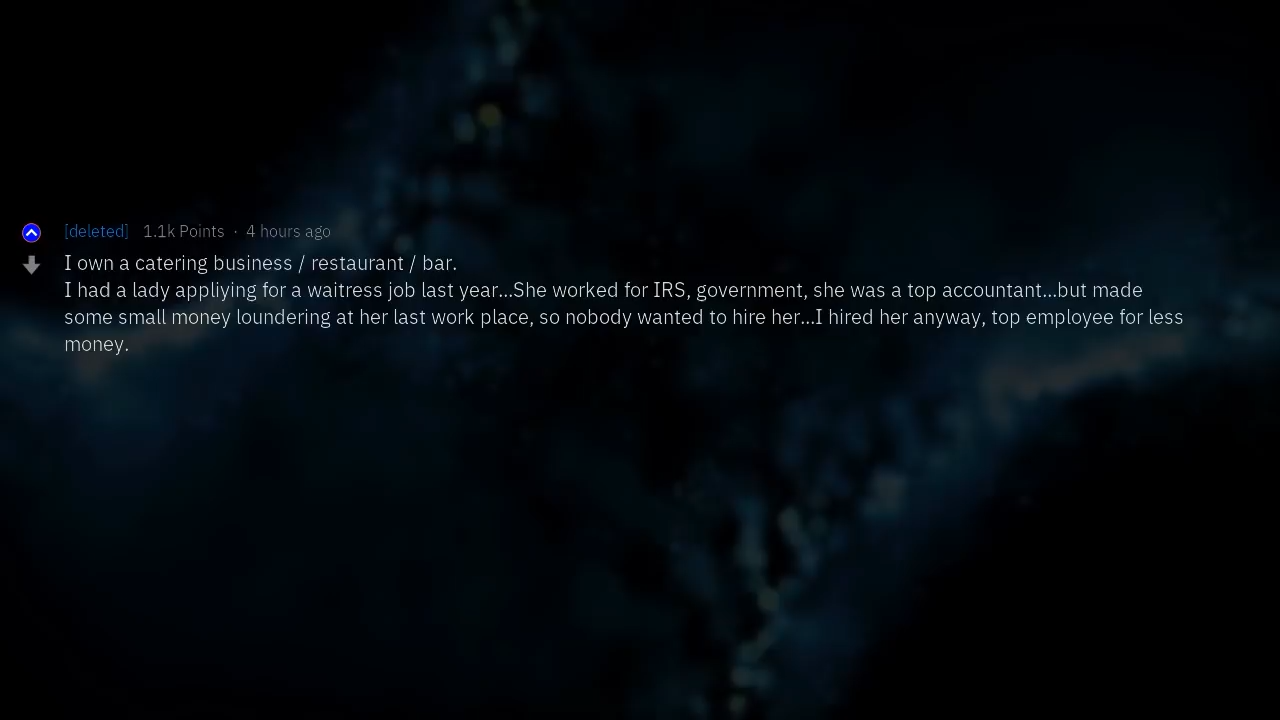 [deleted] 1.1k Points · 4 hours ago
I own a catering business / restaurant / bar.
I had a lady appliying for a waitress job last year...She worked for IRS, government, she was a top accountant...but made
some small money loundering at her last work place, so nobody wanted to hire her...I hired her anyway, top employee for less
money.